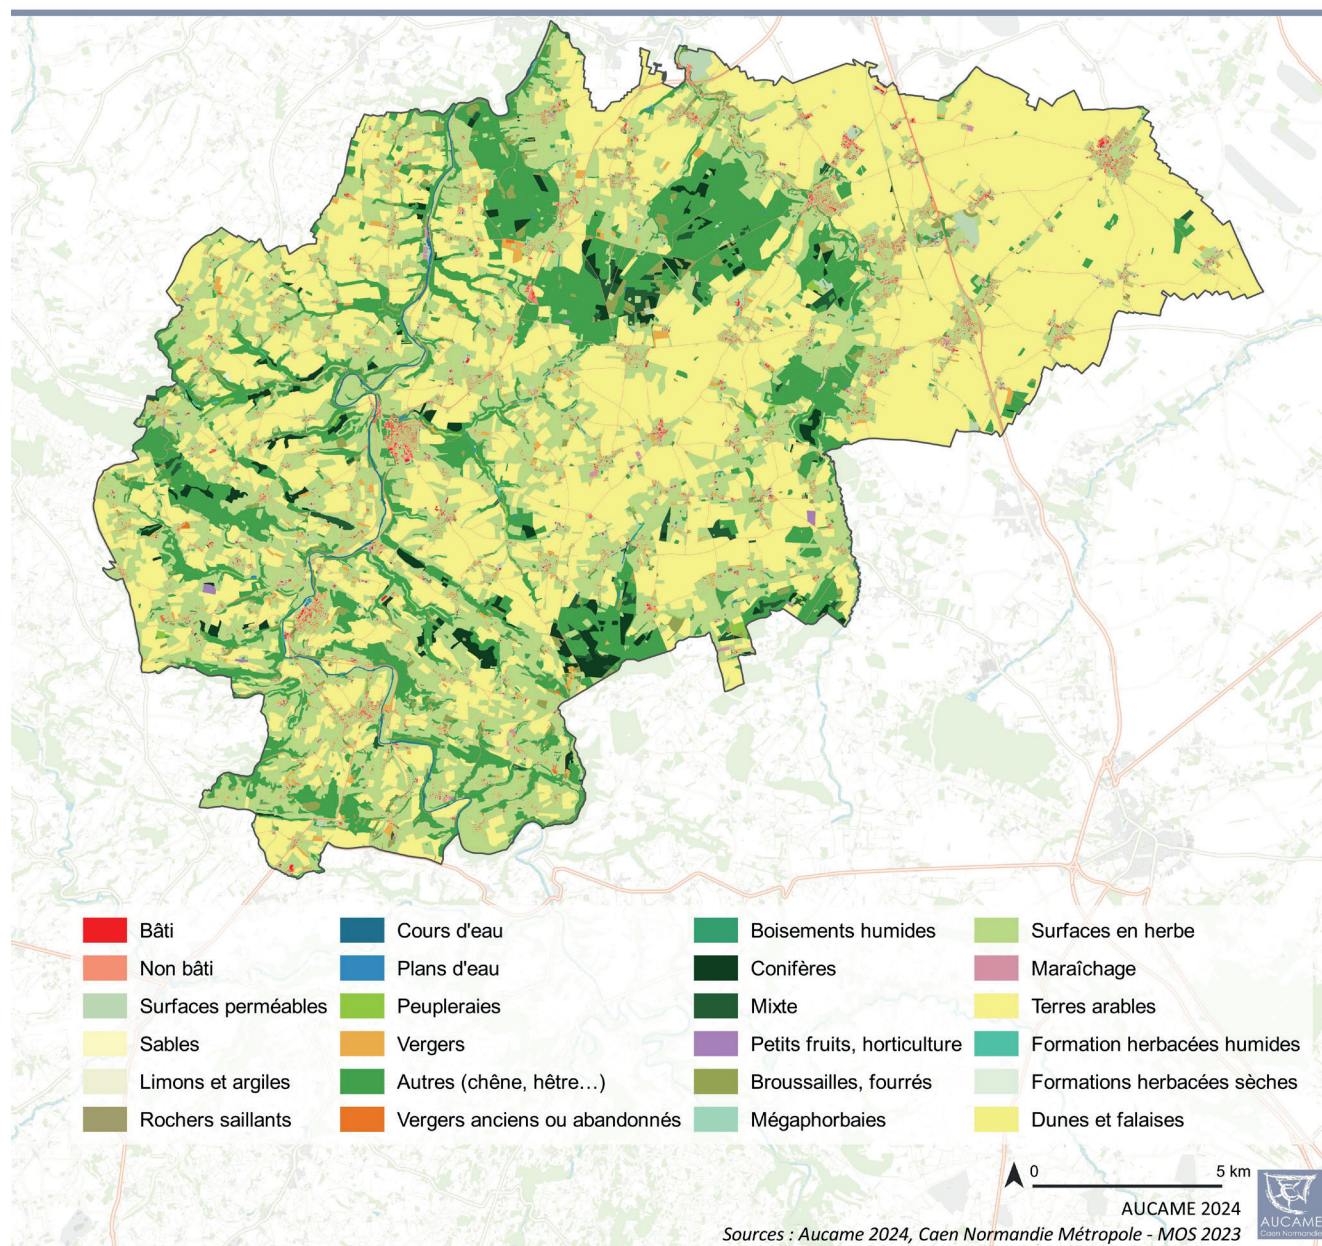 Bâti
Non bâti
Surfaces perméables
Sables
Limons et argiles
Rochers saillants
Cours d'eau
Plans d'eau
Peupleraies
Vergers
Autres (chêne, hêtre...)
Vergers anciens ou abandonnés
Boisements humides
Conifères
Mixte
Petits fruits, horticulture
Broussailles, fourrés
Mégaphorbaies
Surfaces en herbe
Maraîchage
Terres arables
Formation herbacées humides
Formations herbacées sèches
Dunes et falaises
0 5 km
AUCAME 2024
Sources : Aucame 2024, Caen Normandie Métropole - MOS 2023
AUCAME
Caen Normandie